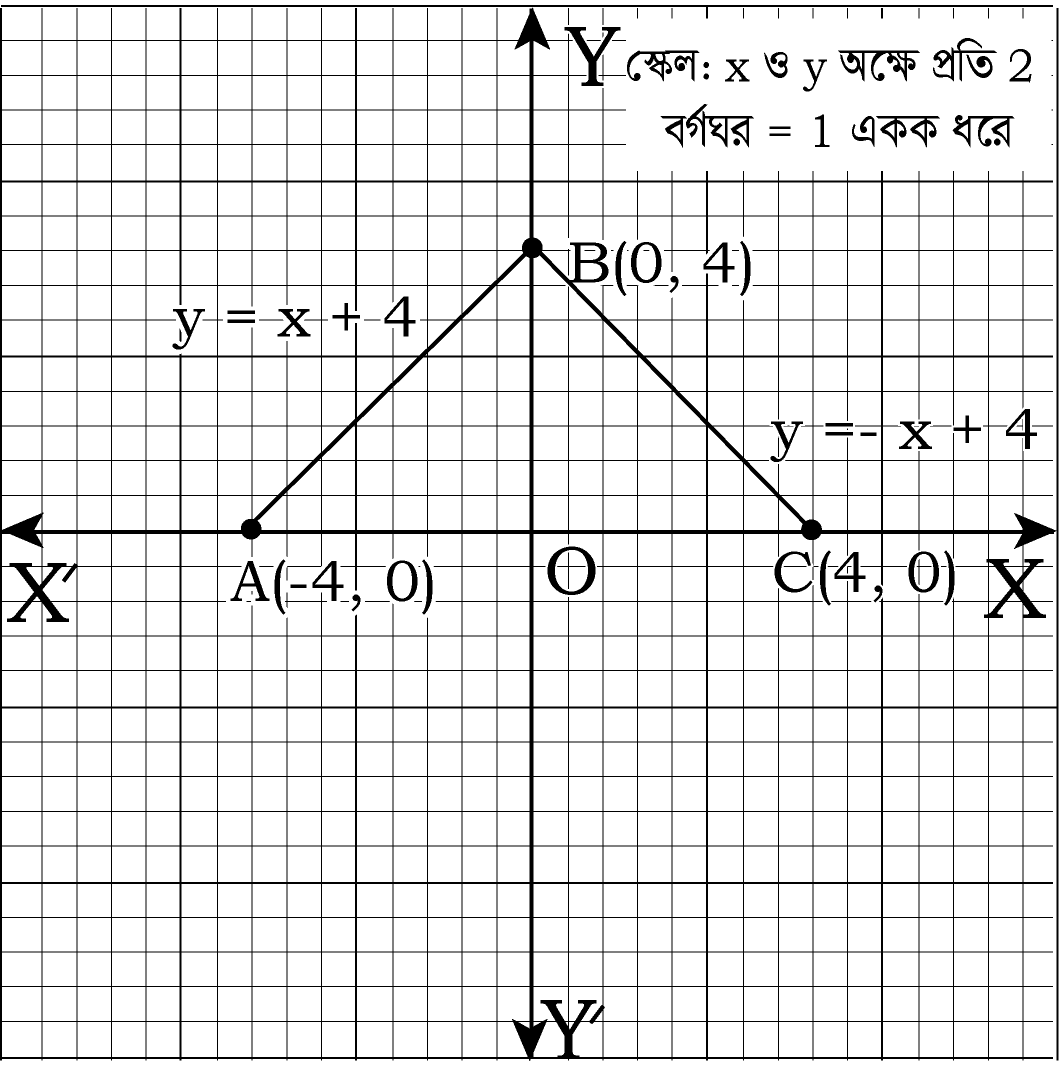 Y
স্কেল: x ও y অক্ষে প্রতি 2
বর্গঘর = 1 একক ধরে
B(0, 4)
y = x + 4
y =- x + 4
X′
A(-4, 0)
O
C(4, 0)
X
Y′